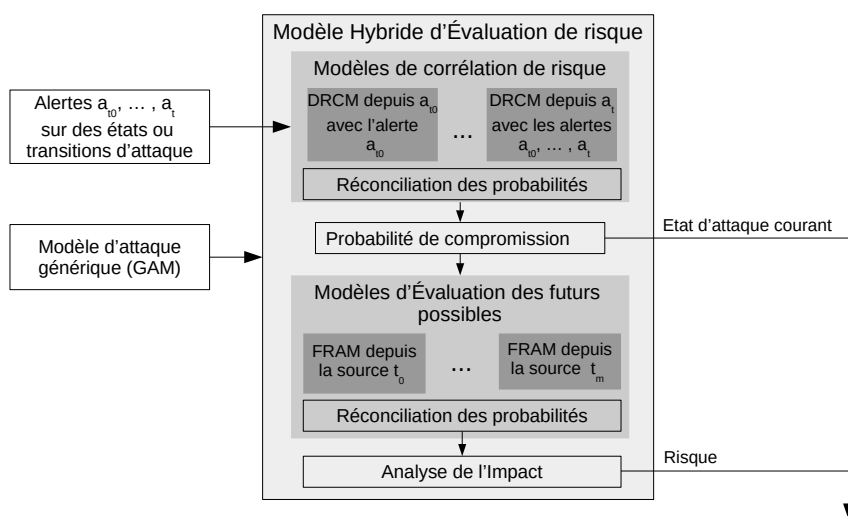 Modèle Hybride d'Évaluation de risque
Modèles de corrélation de risque
Alertes a_t0, … , a_t
sur des états ou
transitions d'attaque
DRCM depuis a_t0
avec l'alerte
a_t0
...
DRCM depuis a_t
avec les alertes
a_t0, … , a_t
Réconciliation des probabilités
Modèle d'attaque
générique (GAM)
Probabilité de compromission
Etat d'attaque courant
Modèles d'Évaluation des futurs
possibles
FRAM depuis
la source t_0
...
FRAM depuis
la source t_m
Réconciliation des probabilités
Analyse de l'Impact
Risque